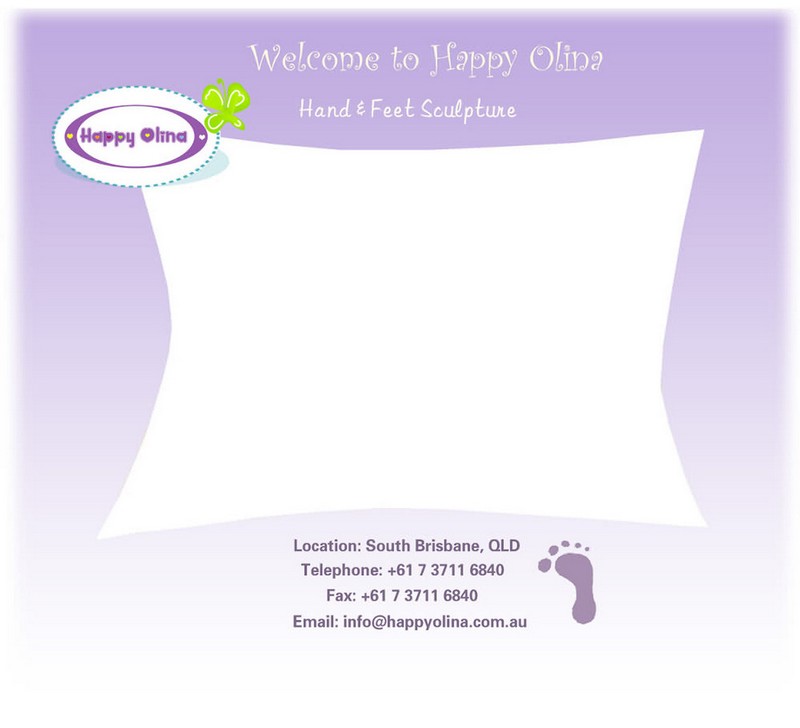 Welcome to Happy Olina
Hand & Feet Sculpture
Happy Olina
Location: South Brisbane, QLD
Telephone: +61 7 3711 6840
Fax: +61 7 3711 6840
Email: info@happyolina.com.au